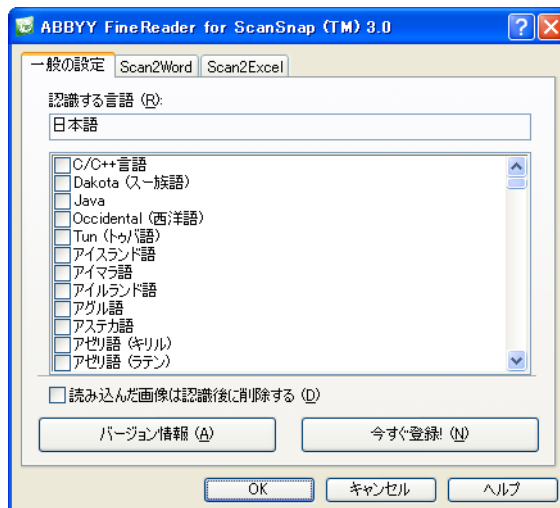 ABBYY FineReader for ScanSnap (TM) 3.0
一般の設定 Scan2Word Scan2Excel
認識する言語 (R):
日本語
C/C++言語
Dakota (スー族語)
Java
Occidental (西洋語)
Tun (トゥバ語)
アイスランド語
アイマラ語
アイルランド語
アグル語
アステカ語
アゼリ語 (キリル)
アゼリ語 (ラテン)
読み込んだ画像は認識後に削除する (D)
バージョン情報 (A) 今すぐ登録! (N)
OK キャンセル ヘルプ